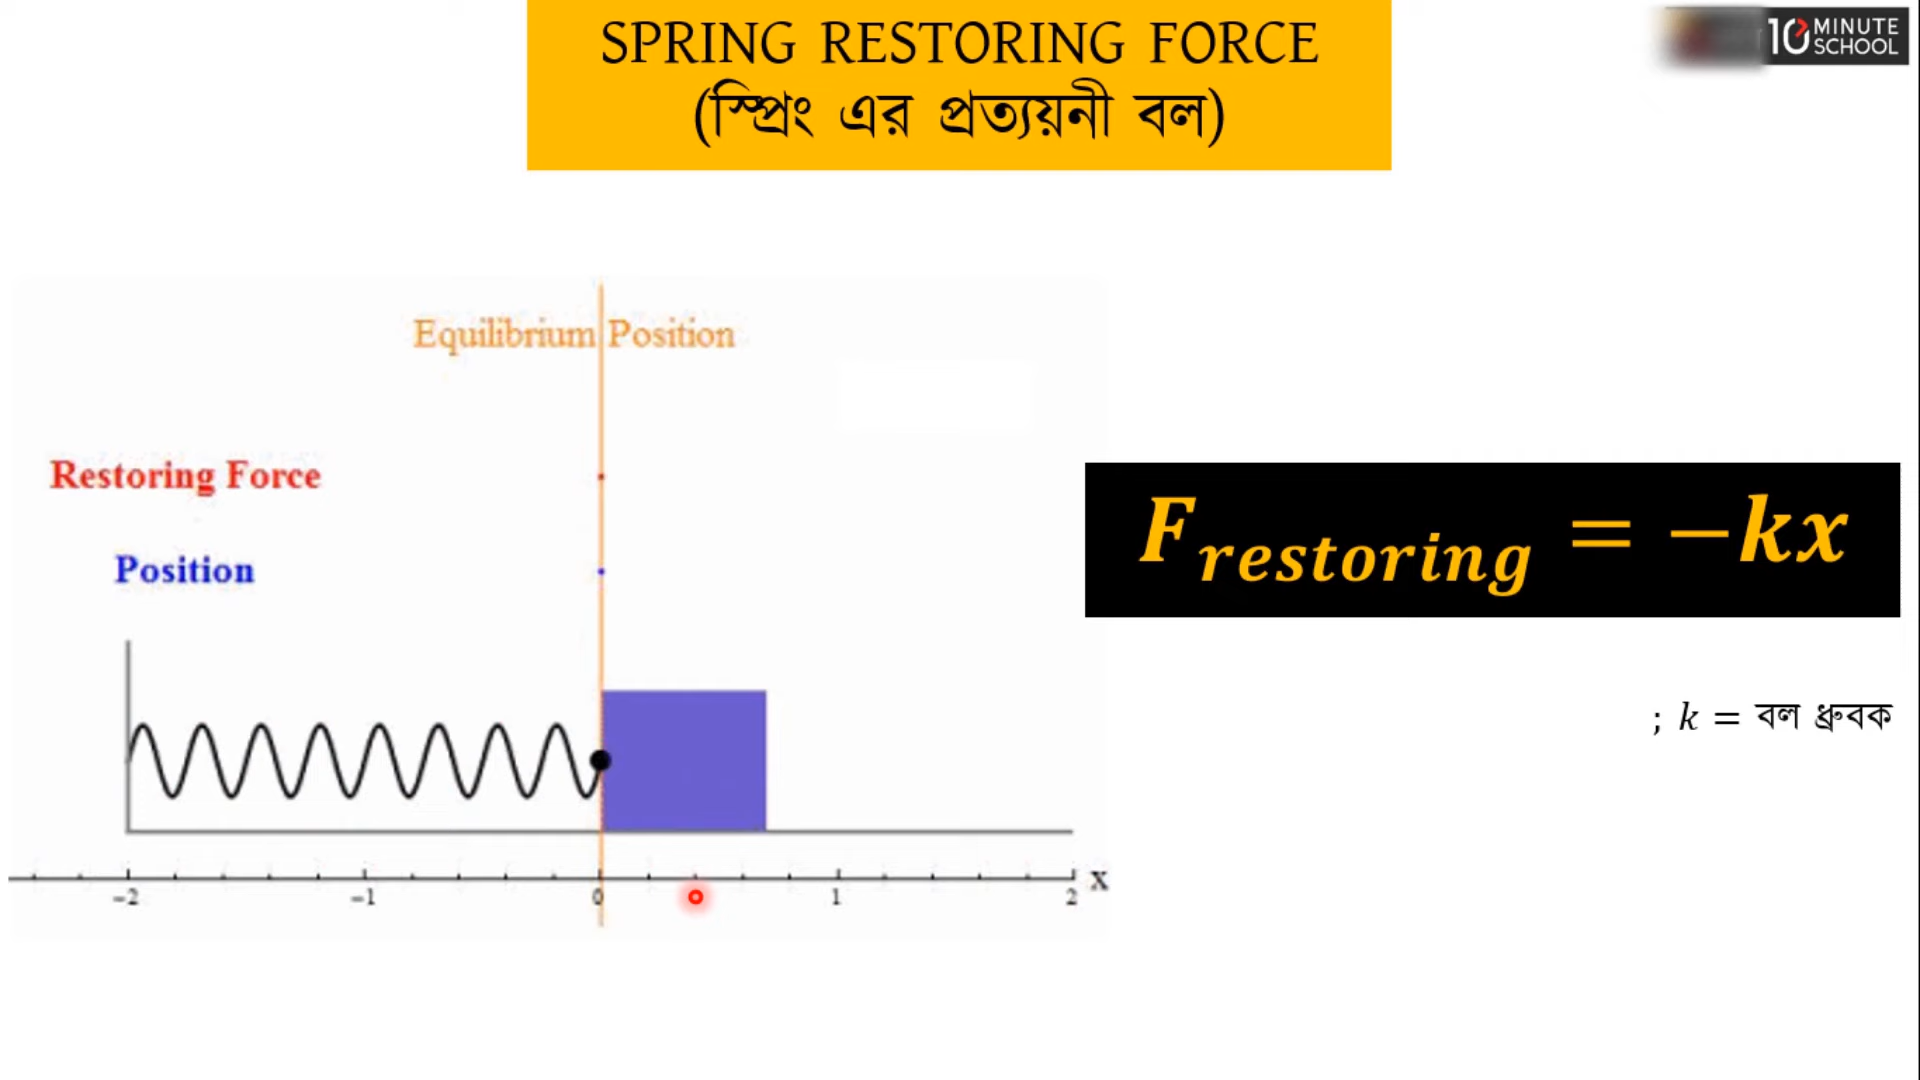 SPRING RESTORING FORCE
(স্প্রিং এর প্রত্যয়নী বল)
10 MINUTE
SCHOOL
Equilibrium Position
Restoring Force
Position
F_restoring = −kx
; k = বল ধ্রুবক
−2 −1 0 1 2 x